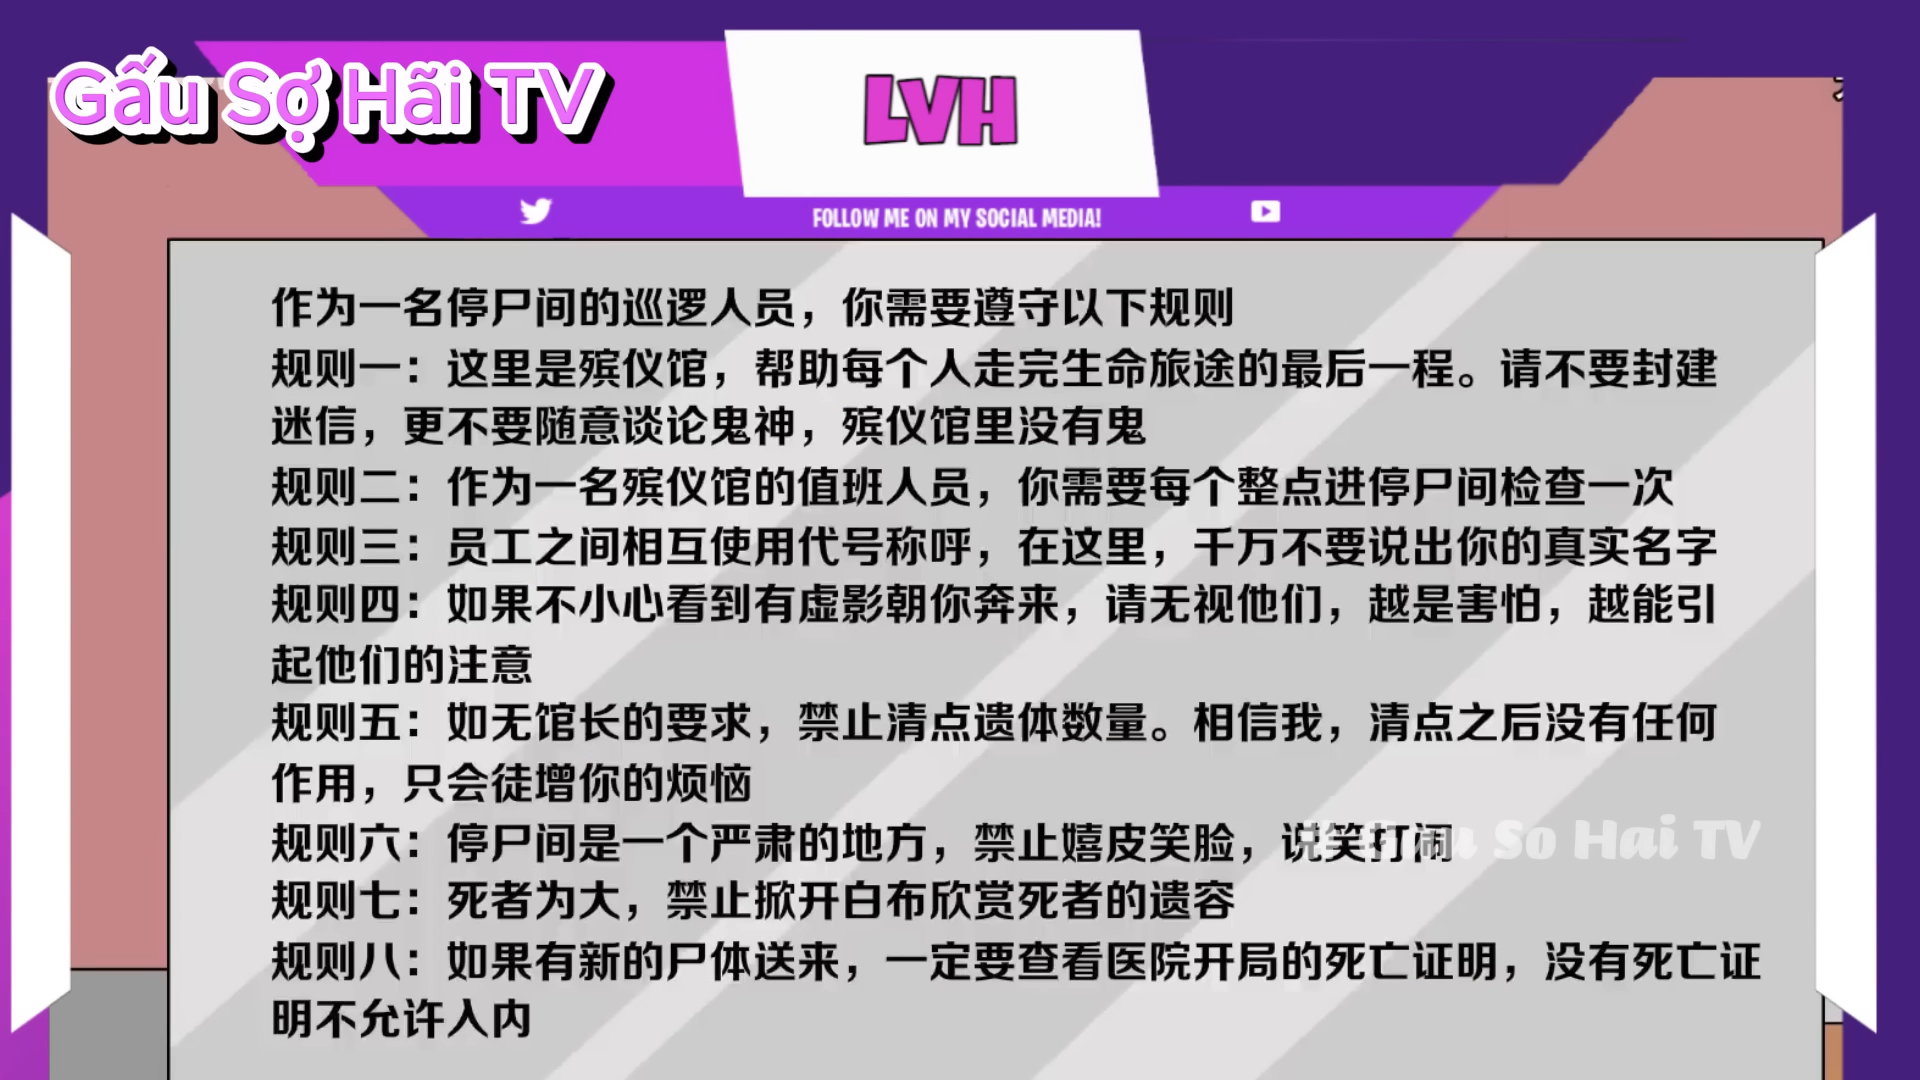 Gấu Sợ Hãi TV
LVH
FOLLOW ME ON MY SOCIAL MEDIA!
作为一名停尸间的巡逻人员，你需要遵守以下规则
规则一：这里是殡仪馆，帮助每个人走完生命旅途的最后一程。请不要封建
迷信，更不要随意谈论鬼神，殡仪馆里没有鬼
规则二：作为一名殡仪馆的值班人员，你需要每个整点进停尸间检查一次
规则三：员工之间相互使用代号称呼，在这里，千万不要说出你的真实名字
规则四：如果不小心看到有虚影朝你奔来，请无视他们，越是害怕，越能引
起他们的注意
规则五：如无馆长的要求，禁止清点遗体数量。相信我，清点之后没有任何
作用，只会徒增你的烦恼
规则六：停尸间是一个严肃的地方，禁止嬉皮笑脸，说笑打闹
Gau So Hai TV
规则七：死者为大，禁止掀开白布欣赏死者的遗容
规则八：如果有新的尸体送来，一定要查看医院开局的死亡证明，没有死亡证
明不允许入内